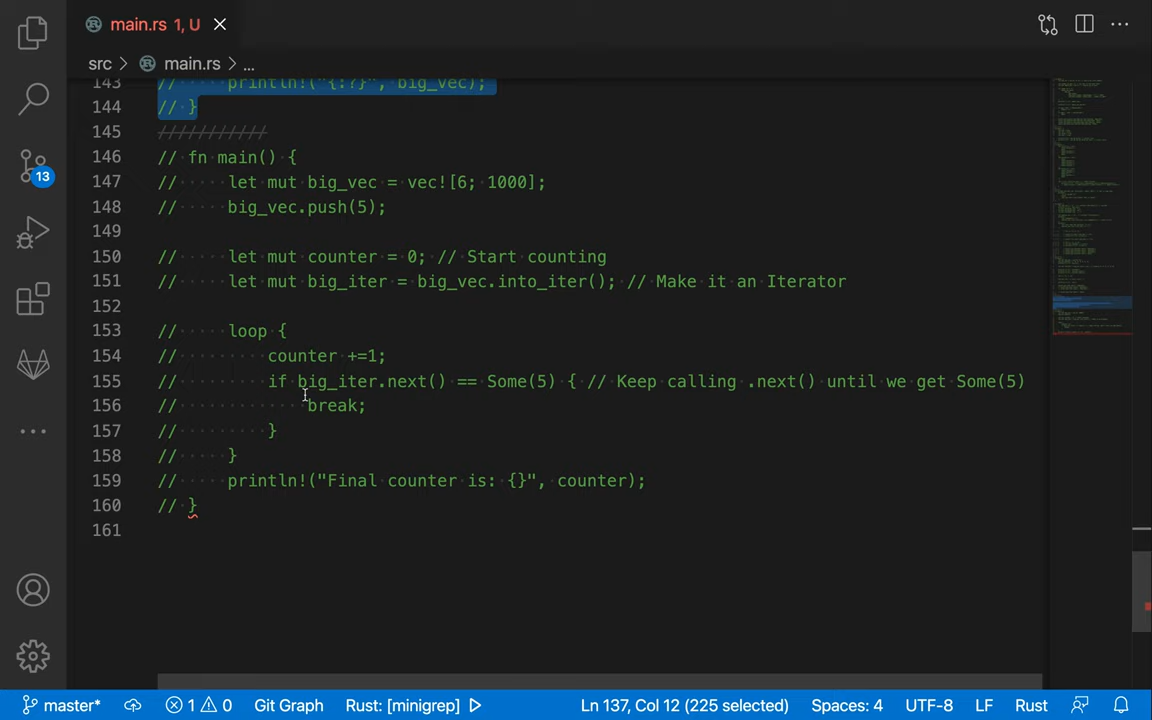 main.rs 1, U
src > main.rs > ...
143 // println!("{:?}", big_vec);
144 // }
145 ///////////
146 // fn main() {
147 // let mut big_vec = vec![6; 1000];
148 // big_vec.push(5);
149
150 // let mut counter = 0; // Start counting
151 // let mut big_iter = big_vec.into_iter(); // Make it an Iterator
152
153 // loop {
154 // counter +=1;
155 // if big_iter.next() == Some(5) { // Keep calling .next() until we get Some(5)
156 // break;
157 // }
158 // }
159 // println!("Final counter is: {}", counter);
160 // }
161
13
master* 1 0 Git Graph Rust: [minigrep] Ln 137, Col 12 (225 selected) Spaces: 4 UTF-8 LF Rust